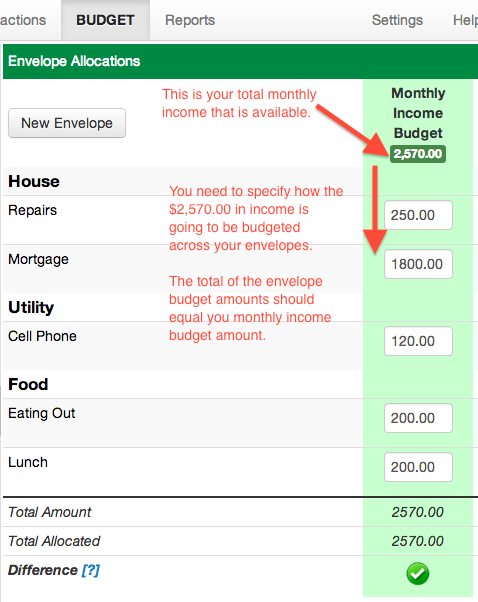 actions BUDGET Reports Settings Help
Envelope Allocations
This is your total monthly
income that is available.
Monthly
Income
Budget
2,570.00
New Envelope
House
You need to specify how the
$2,570.00 in income is
going to be budgeted
across your envelopes.
Repairs 250.00
Mortgage 1800.00
The total of the envelope
budget amounts should
equal you monthly income
budget amount.
Utility
Cell Phone 120.00
Food
Eating Out 200.00
Lunch 200.00
Total Amount 2570.00
Total Allocated 2570.00
Difference [?]